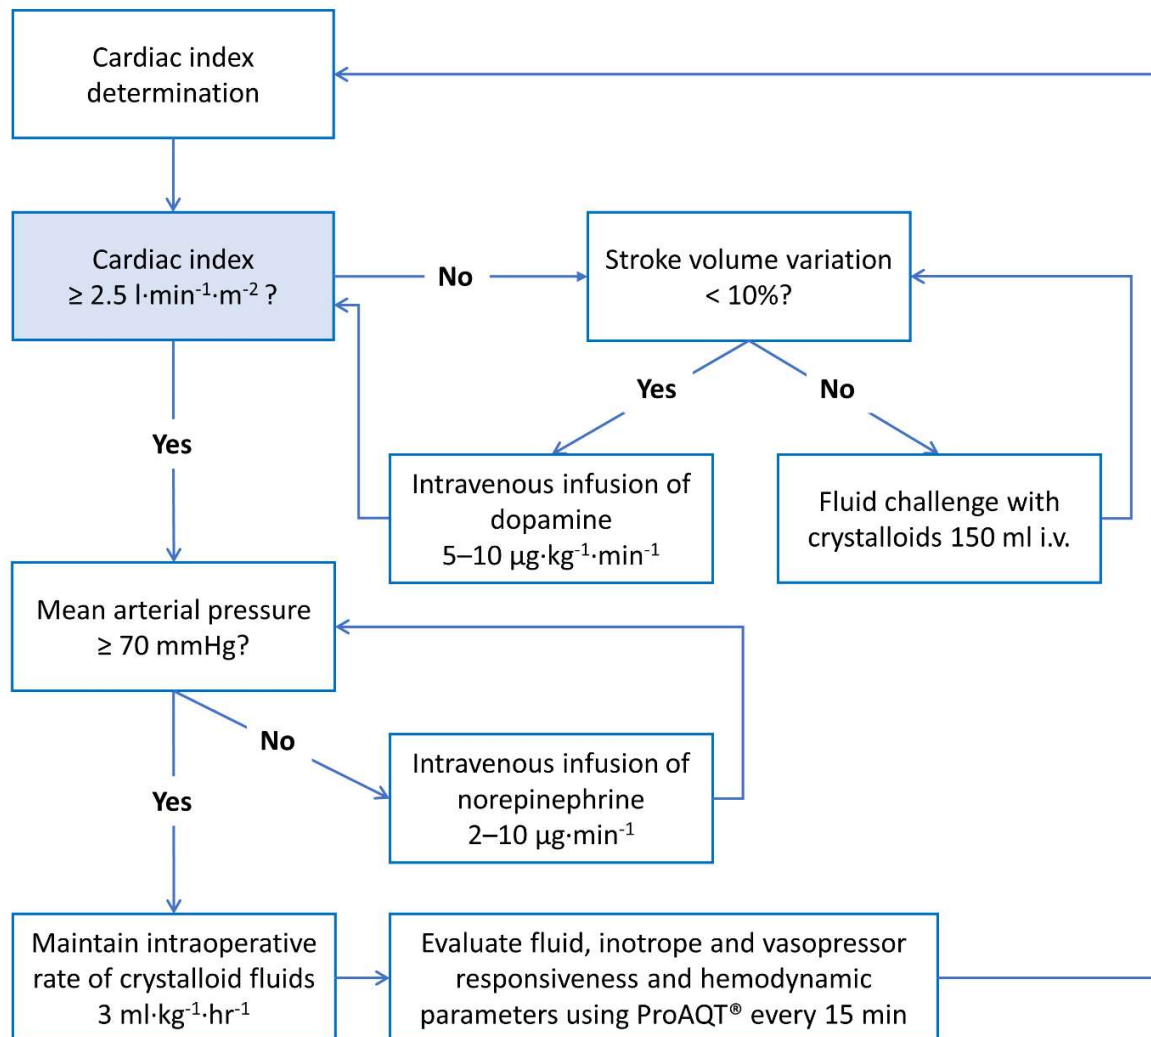 Cardiac index
determination
Cardiac index
≥ 2.5 l·min⁻¹·m⁻² ?
No
Stroke volume variation
< 10%?
Yes
No
Yes
Intravenous infusion of
dopamine
5–10 µg·kg⁻¹·min⁻¹
Fluid challenge with
crystalloids 150 ml i.v.
Mean arterial pressure
≥ 70 mmHg?
No
Yes
Intravenous infusion of
norepinephrine
2–10 µg·min⁻¹
Maintain intraoperative
rate of crystalloid fluids
3 ml·kg⁻¹·hr⁻¹
Evaluate fluid, inotrope and vasopressor
responsiveness and hemodynamic
parameters using ProAQT® every 15 min